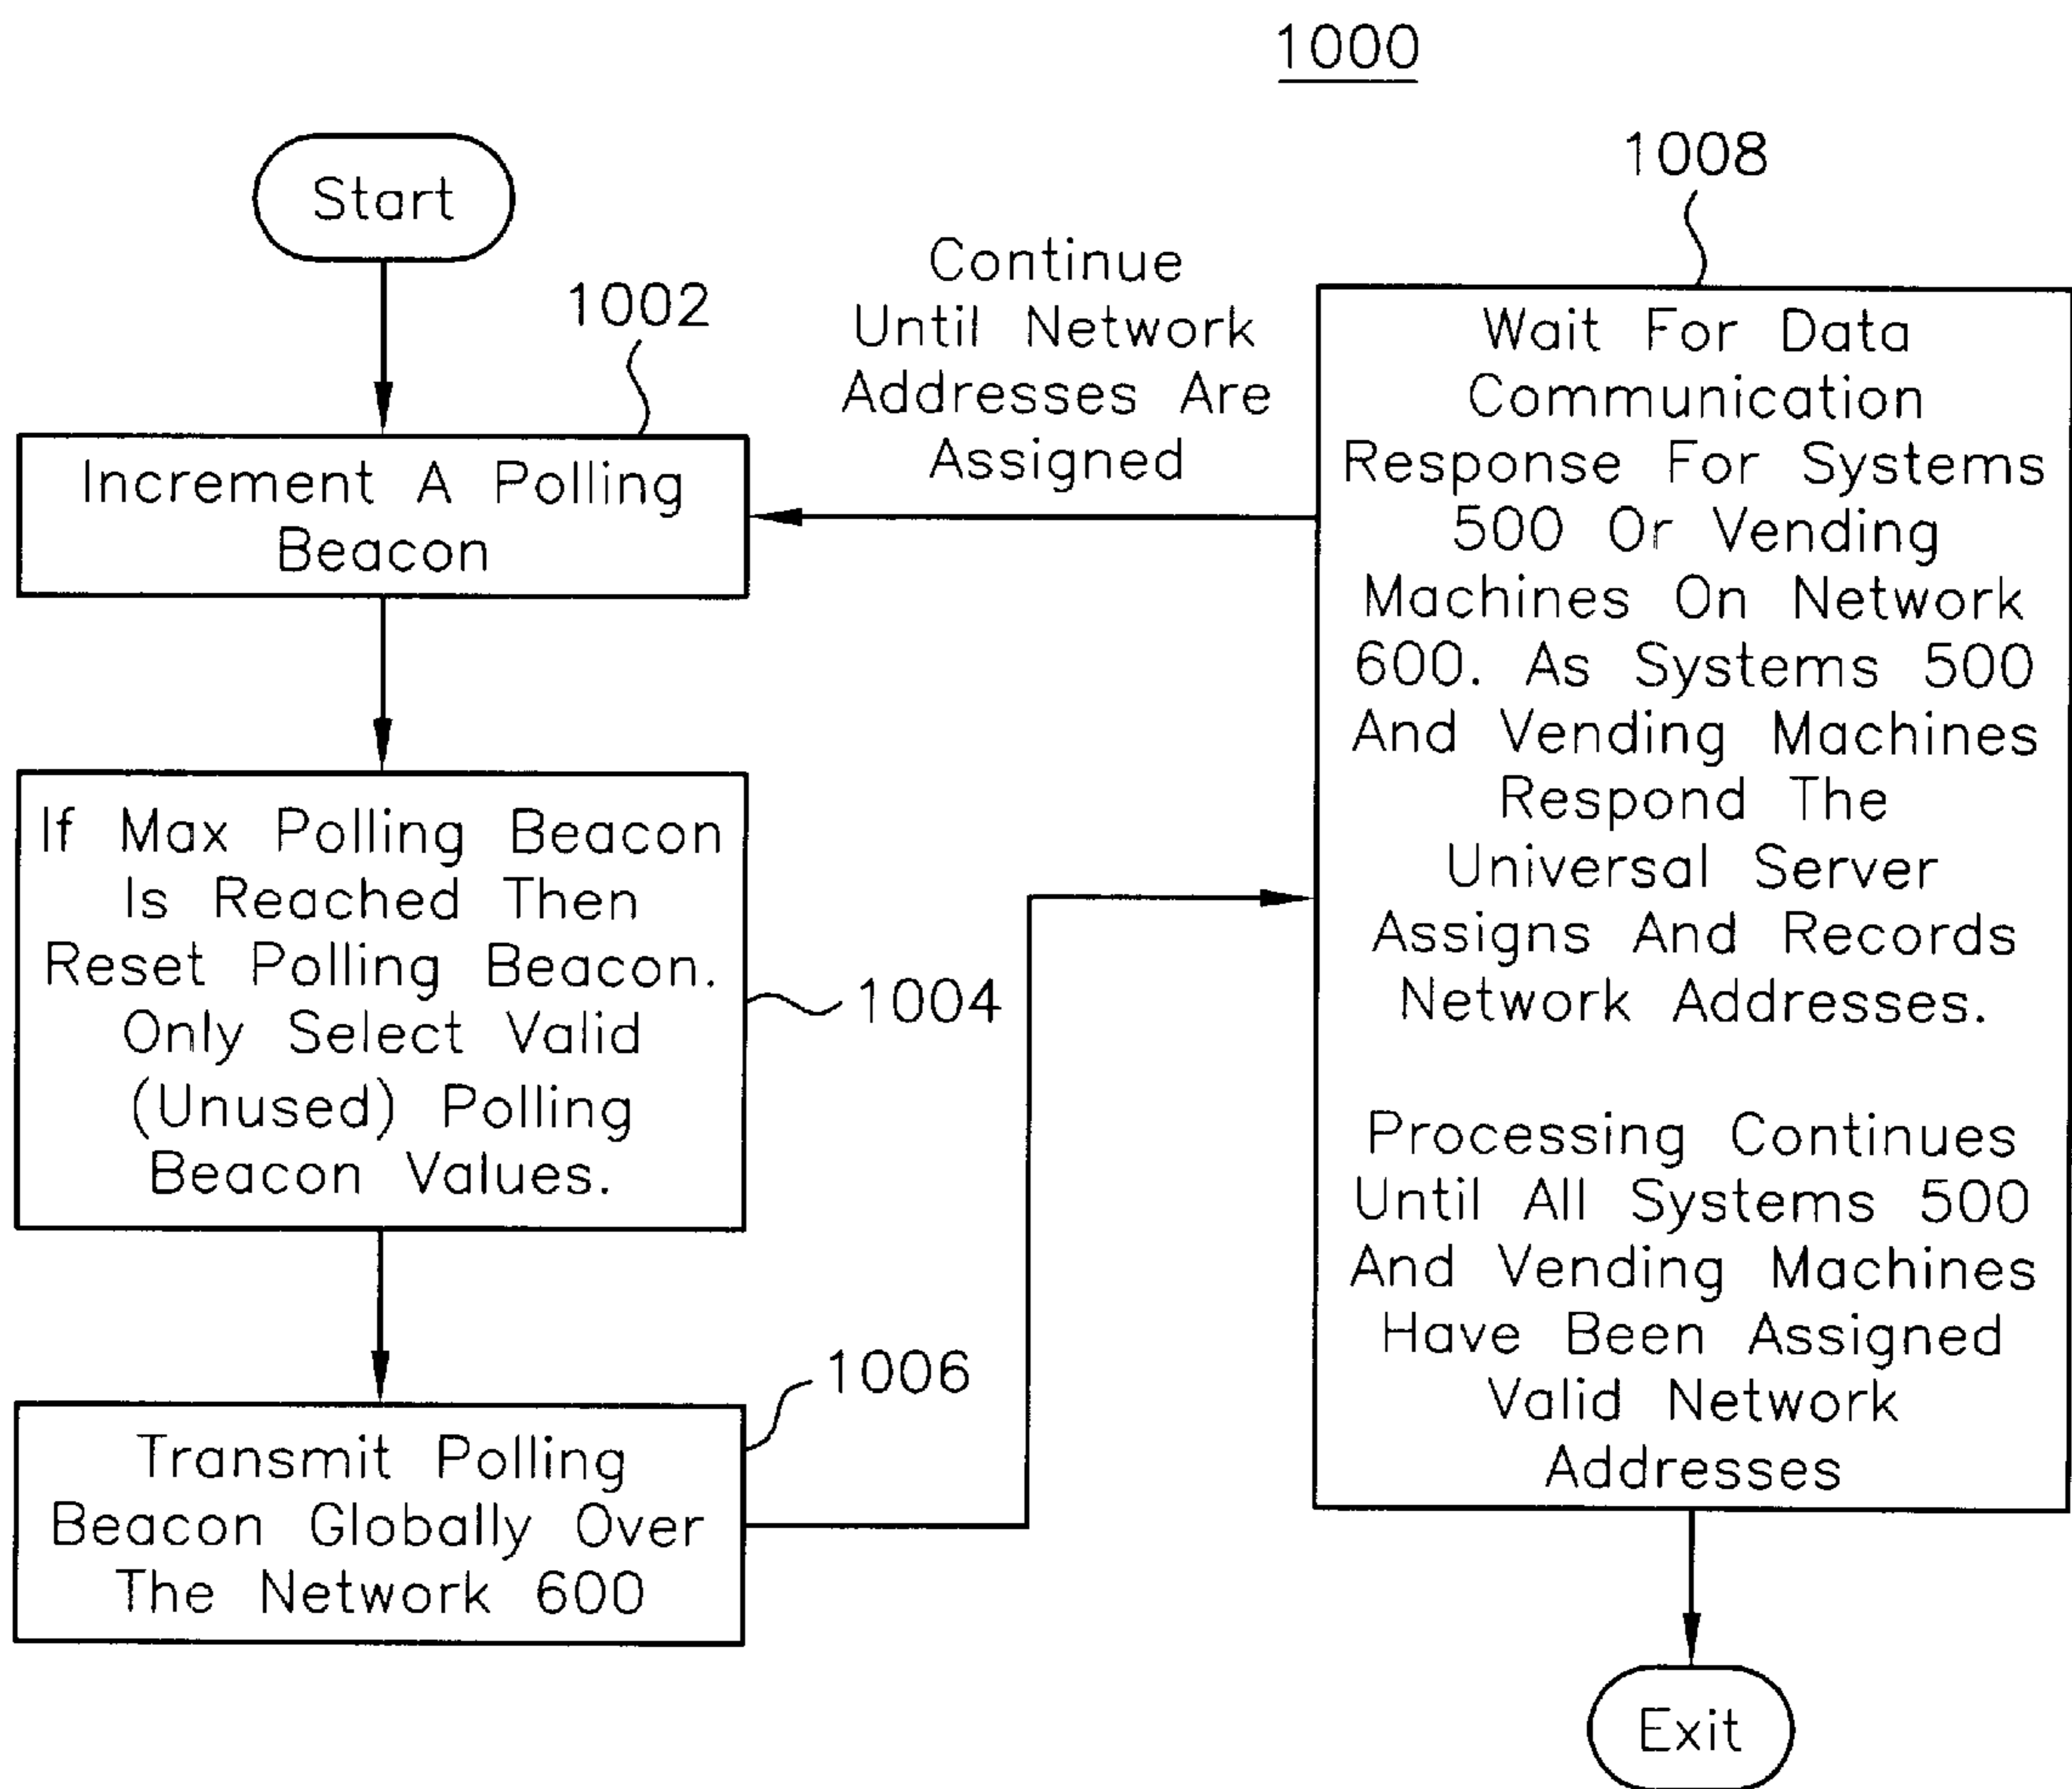 1000
Start
1002
Increment A Polling
Beacon
If Max Polling Beacon
Is Reached Then
Reset Polling Beacon.
Only Select Valid
(Unused) Polling
Beacon Values.
1004
Transmit Polling
Beacon Globally Over
The Network 600
1006
Continue
Until Network
Addresses Are
Assigned
1008
Wait For Data
Communication
Response For Systems
500 Or Vending
Machines On Network
600. As Systems 500
And Vending Machines
Respond The
Universal Server
Assigns And Records
Network Addresses.
Processing Continues
Until All Systems 500
And Vending Machines
Have Been Assigned
Valid Network
Addresses
Exit